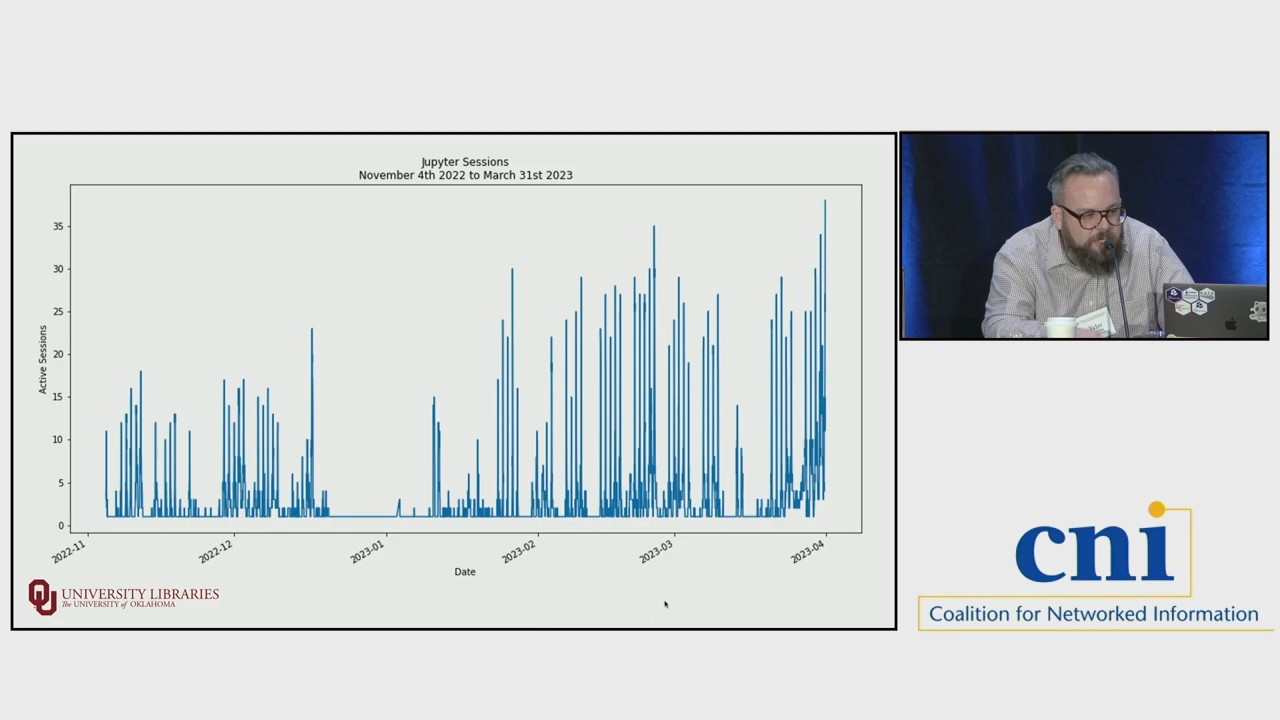 Jupyter Sessions
November 4th 2022 to March 31st 2023
Active Sessions
35
30
25
20
15
10
5
0
2022-11
2022-12
2023-01
2023-02
2023-03
2023-04
Date
OU
UNIVERSITY LIBRARIES
The UNIVERSITY of OKLAHOMA
cni
Coalition for Networked Information